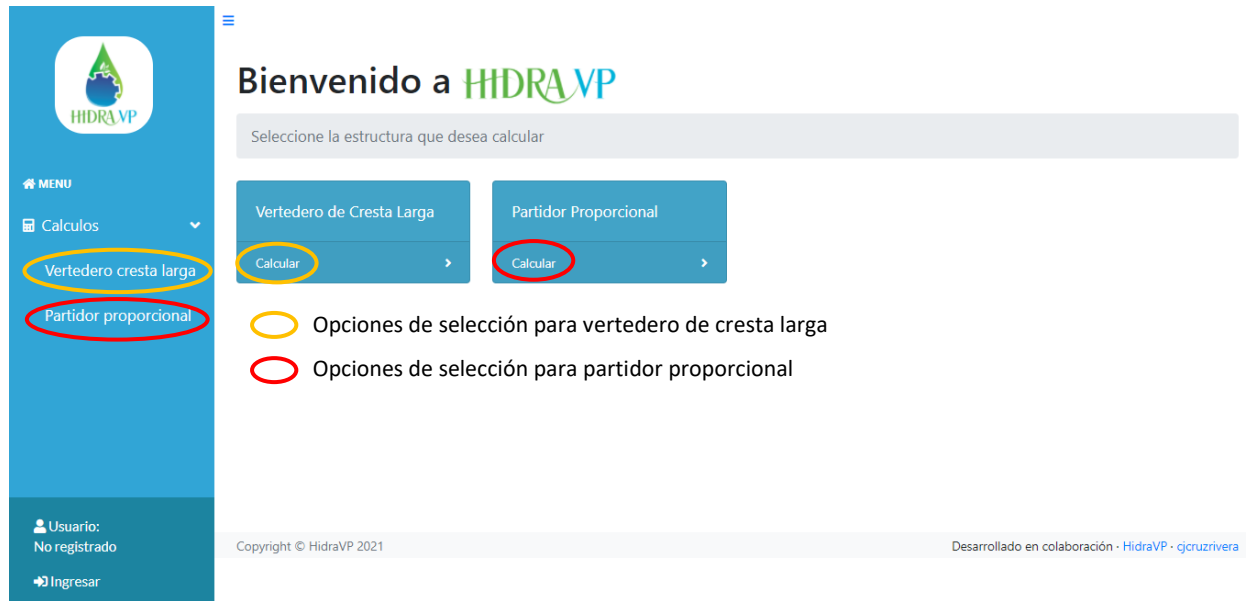 HIDRA VP
MENU
Calculos
Vertedero cresta larga
Partidor proporcional
Usuario:
No registrado
Ingresar
Bienvenido a HIDRA VP
Seleccione la estructura que desea calcular
Vertedero de Cresta Larga
Calcular
Partidor Proporcional
Calcular
Opciones de selección para vertedero de cresta larga
Opciones de selección para partidor proporcional
Copyright © HidraVP 2021
Desarrollado en colaboración · HidraVP · cjcruzrivera